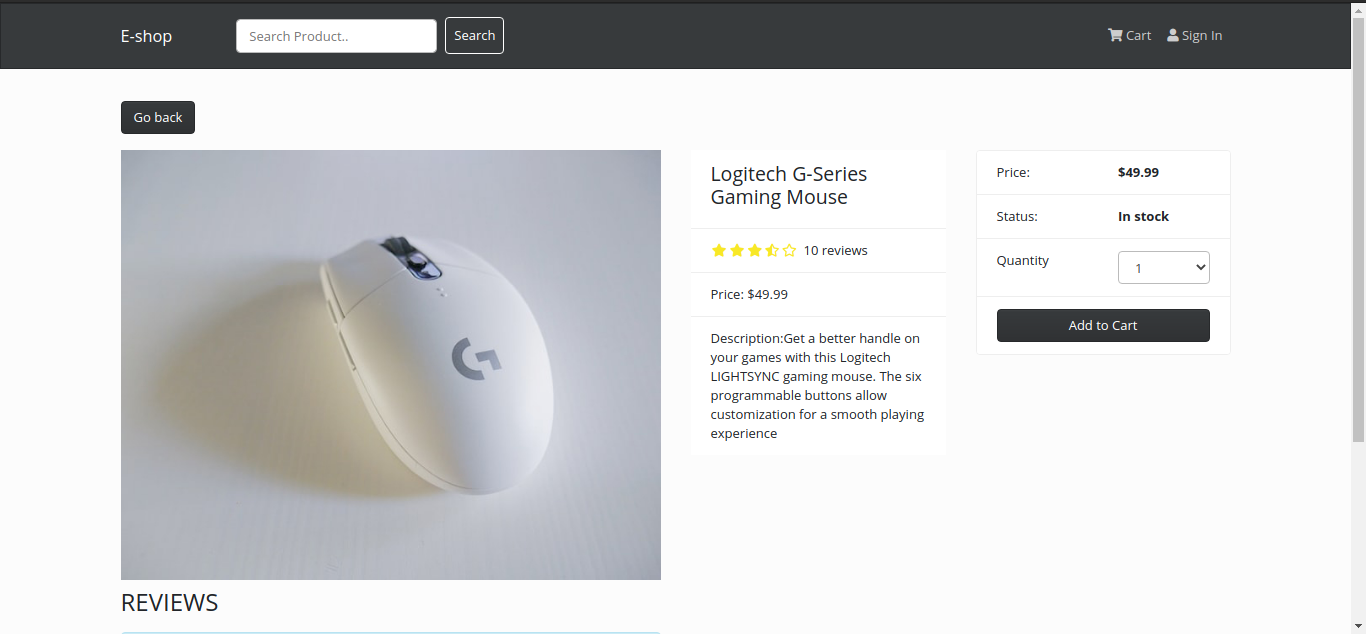 E-shop
Search Product..
Search
Cart
Sign In
Go back
Logitech G-Series
Gaming Mouse
10 reviews
Price: $49.99
Description:Get a better handle on
your games with this Logitech
LIGHTSYNC gaming mouse. The six
programmable buttons allow
customization for a smooth playing
experience
Price:
$49.99
Status:
In stock
Quantity
1
Add to Cart
G
REVIEWS